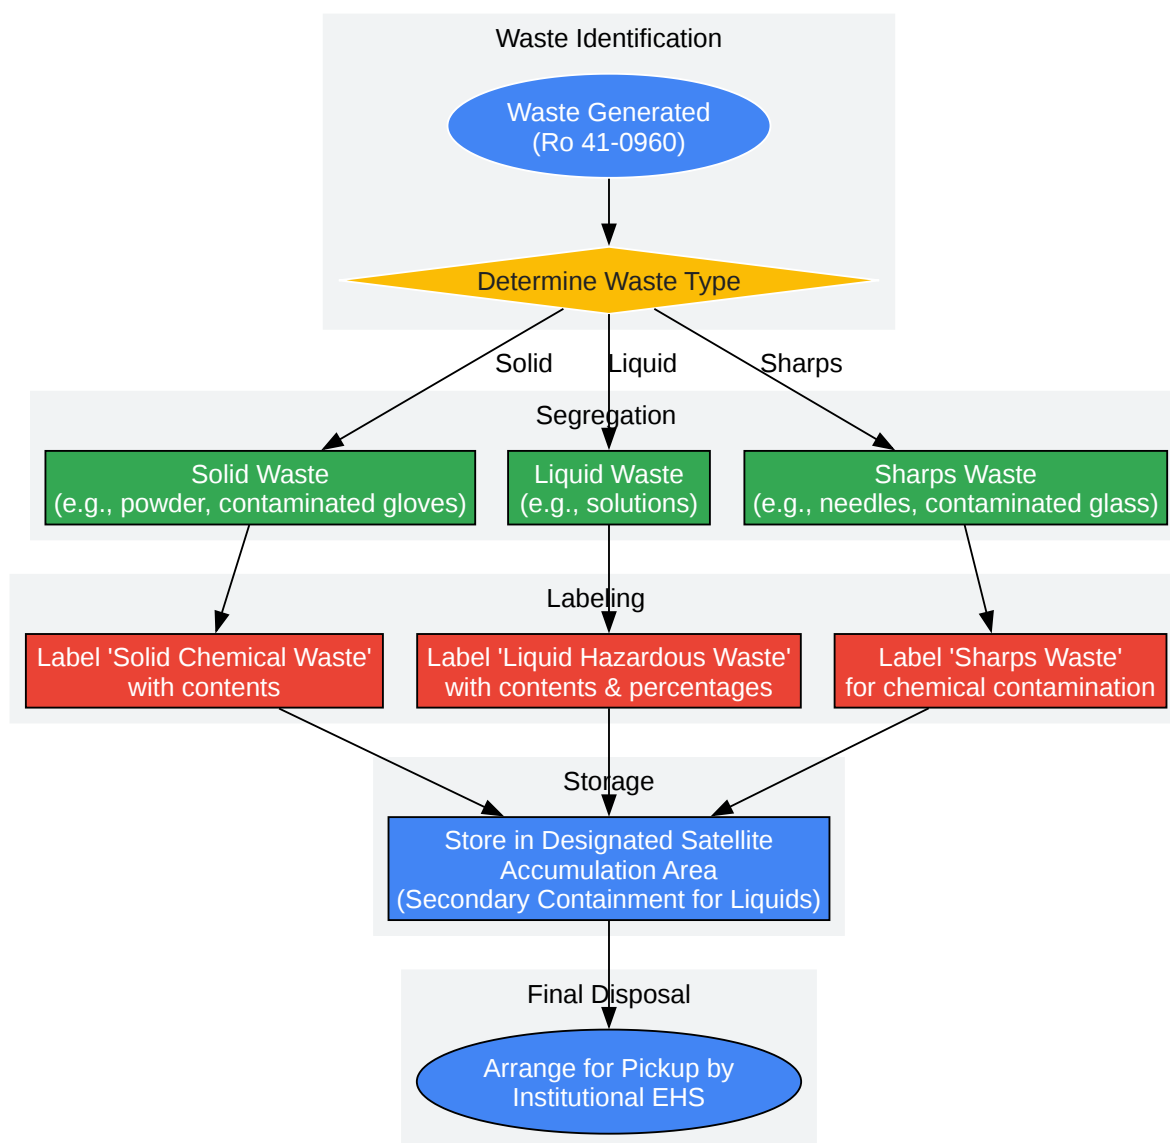 Waste Identification
Waste Generated
(Ro 41-0960)
Determine Waste Type
Solid
Liquid
Sharps
Segregation
Solid Waste
(e.g., powder, contaminated gloves)
Liquid Waste
(e.g., solutions)
Sharps Waste
(e.g., needles, contaminated glass)
Labeling
Label 'Solid Chemical Waste'
with contents
Label 'Liquid Hazardous Waste'
with contents & percentages
Label 'Sharps Waste'
for chemical contamination
Storage
Store in Designated Satellite
Accumulation Area
(Secondary Containment for Liquids)
Final Disposal
Arrange for Pickup by
Institutional EHS